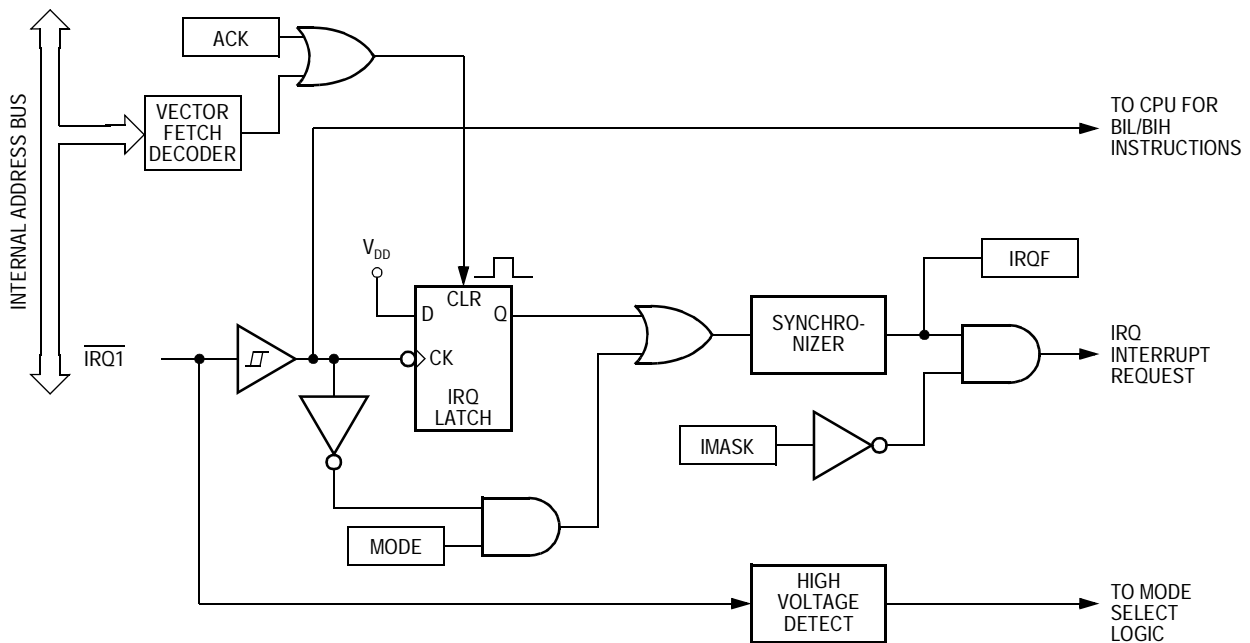 INTERNAL ADDRESS BUS
ACK
VECTOR
FETCH
DECODER
TO CPU FOR
BIL/BIH
INSTRUCTIONS
VDD
CLR
D
Q
CK
IRQ
LATCH
IRQ1
SYNCHRO-
NIZER
IRQF
IRQ
INTERRUPT
REQUEST
IMASK
MODE
HIGH
VOLTAGE
DETECT
TO MODE
SELECT
LOGIC